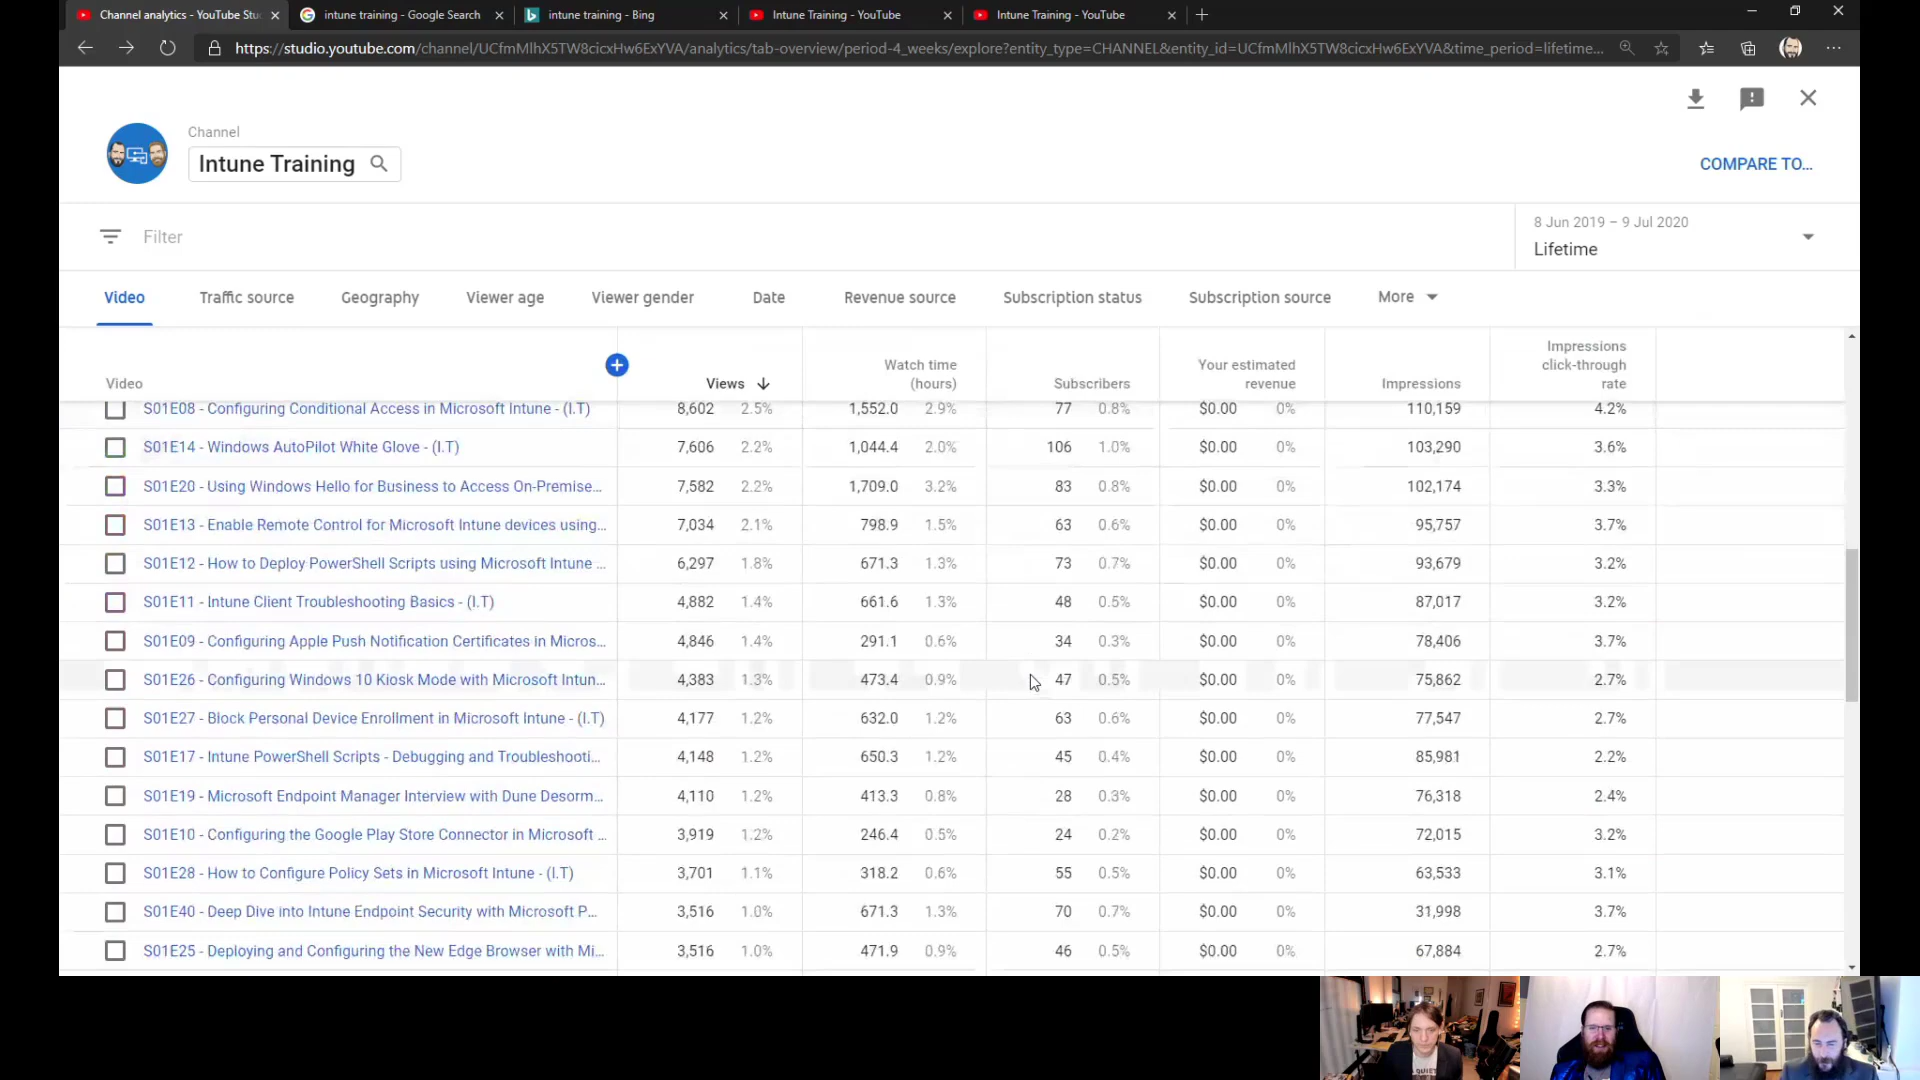 Channel analytics - YouTube Stu
intune training - Google Search
intune training - Bing
Intune Training - YouTube
Intune Training - YouTube
https://studio.youtube.com/channel/UCfmMlhX5TW8cicxHw6ExYVA/analytics/tab-overview/period-4_weeks/explore?entity_type=CHANNEL&entity_id=UCfmMlhX5TW8cicxHw6ExYVA&time_period=lifetime...
Channel
Intune Training
COMPARE TO...
Filter
8 Jun 2019 – 9 Jul 2020
Lifetime
Video Traffic source Geography Viewer age Viewer gender Date Revenue source Subscription status Subscription source More
Video Views Watch time (hours) Subscribers Your estimated revenue Impressions Impressions click-through rate
S01E08 - Configuring Conditional Access in Microsoft Intune - (I.T) 8,602 2.5% 1,552.0 2.9% 77 0.8% $0.00 0% 110,159 4.2%
S01E14 - Windows AutoPilot White Glove - (I.T) 7,606 2.2% 1,044.4 2.0% 106 1.0% $0.00 0% 103,290 3.6%
S01E20 - Using Windows Hello for Business to Access On-Premise... 7,582 2.2% 1,709.0 3.2% 83 0.8% $0.00 0% 102,174 3.3%
S01E13 - Enable Remote Control for Microsoft Intune devices using... 7,034 2.1% 798.9 1.5% 63 0.6% $0.00 0% 95,757 3.7%
S01E12 - How to Deploy PowerShell Scripts using Microsoft Intune ... 6,297 1.8% 671.3 1.3% 73 0.7% $0.00 0% 93,679 3.2%
S01E11 - Intune Client Troubleshooting Basics - (I.T) 4,882 1.4% 661.6 1.3% 48 0.5% $0.00 0% 87,017 3.2%
S01E09 - Configuring Apple Push Notification Certificates in Micros... 4,846 1.4% 291.1 0.6% 34 0.3% $0.00 0% 78,406 3.7%
S01E26 - Configuring Windows 10 Kiosk Mode with Microsoft Intun... 4,383 1.3% 473.4 0.9% 47 0.5% $0.00 0% 75,862 2.7%
S01E27 - Block Personal Device Enrollment in Microsoft Intune - (I.T) 4,177 1.2% 632.0 1.2% 63 0.6% $0.00 0% 77,547 2.7%
S01E17 - Intune PowerShell Scripts - Debugging and Troubleshooti... 4,148 1.2% 650.3 1.2% 45 0.4% $0.00 0% 85,981 2.2%
S01E19 - Microsoft Endpoint Manager Interview with Dune Desorm... 4,110 1.2% 413.3 0.8% 28 0.3% $0.00 0% 76,318 2.4%
S01E10 - Configuring the Google Play Store Connector in Microsoft ... 3,919 1.2% 246.4 0.5% 24 0.2% $0.00 0% 72,015 3.2%
S01E28 - How to Configure Policy Sets in Microsoft Intune - (I.T) 3,701 1.1% 318.2 0.6% 55 0.5% $0.00 0% 63,533 3.1%
S01E40 - Deep Dive into Intune Endpoint Security with Microsoft P... 3,516 1.0% 671.3 1.3% 70 0.7% $0.00 0% 31,998 3.7%
S01E25 - Deploying and Configuring the New Edge Browser with Mi... 3,516 1.0% 471.9 0.9% 46 0.5% $0.00 0% 67,884 2.7%